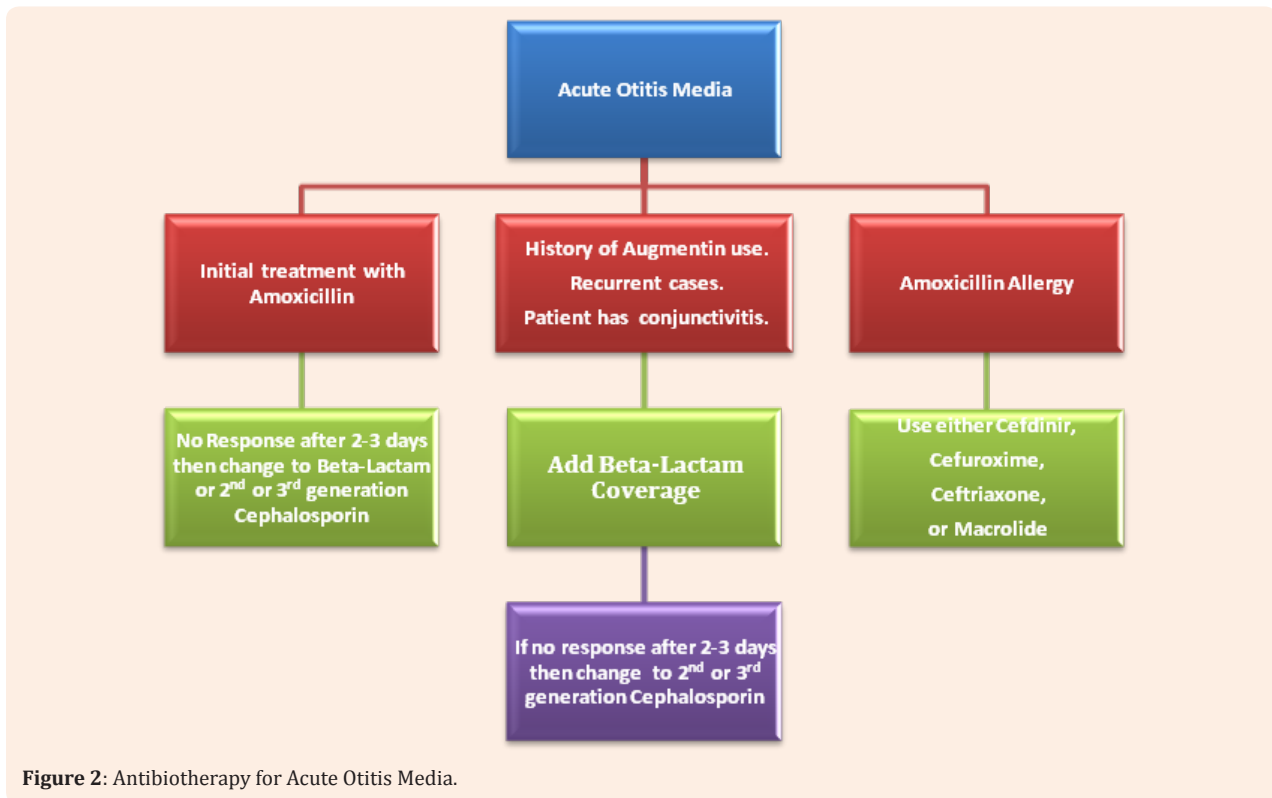 Acute Otitis Media
Initial treatment with
Amoxicillin
History of Augmentin use.
Recurrent cases.
Patient has conjunctivitis.
Amoxicillin Allergy
No Response after 2-3 days
then change to Beta-Lactam
or 2nd or 3rd generation
Cephalosporin
Add Beta-Lactam
Coverage
Use either Cefdinir,
Cefuroxime,
Ceftriaxone,
or Macrolide
If no response after 2-3 days
then change to 2nd or 3rd
generation Cephalosporin
Figure 2: Antibiotherapy for Acute Otitis Media.